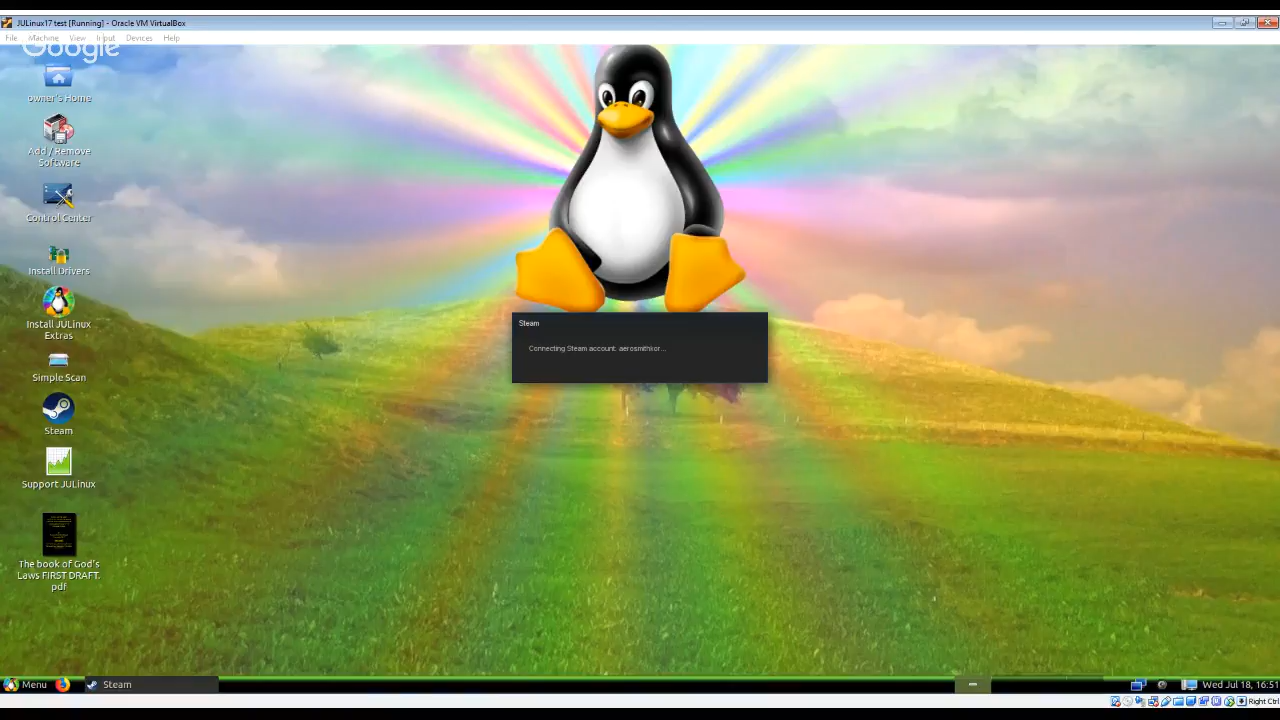 JULinux17 test [Running] - Oracle VM VirtualBox
File Machine View Input Devices Help
Google
owner's Home
Add / Remove
Software
Control Center
Install Drivers
Install JULinux
Extras
Simple Scan
Steam
Support JULinux
The book of God's
Laws FIRST DRAFT.
pdf
Steam
Connecting Steam account: aerosmithkor...
Menu
Steam
Wed Jul 18, 16:51
Right Ctrl